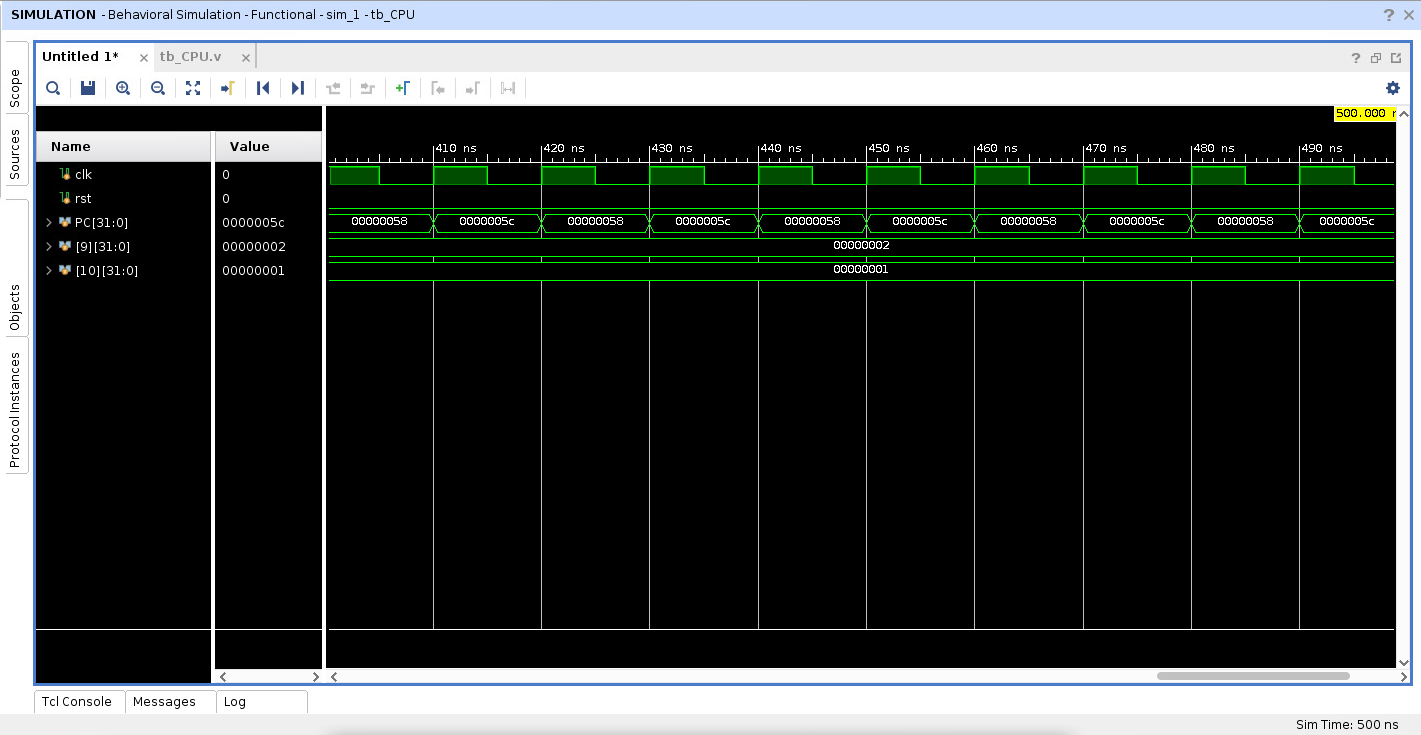 SIMULATION - Behavioral Simulation - Functional - sim_1 - tb_CPU
Scope
Sources
Objects
Protocol Instances
Untitled 1*
tb_CPU.v
500.000 n
Name
Value
410 ns
420 ns
430 ns
440 ns
450 ns
460 ns
470 ns
480 ns
490 ns
clk
0
rst
0
PC[31:0]
0000005c
00000058
0000005c
00000058
0000005c
00000058
0000005c
00000058
0000005c
00000058
0000005c
[9][31:0]
00000002
00000002
[10][31:0]
00000001
00000001
Tcl Console
Messages
Log
Sim Time: 500 ns